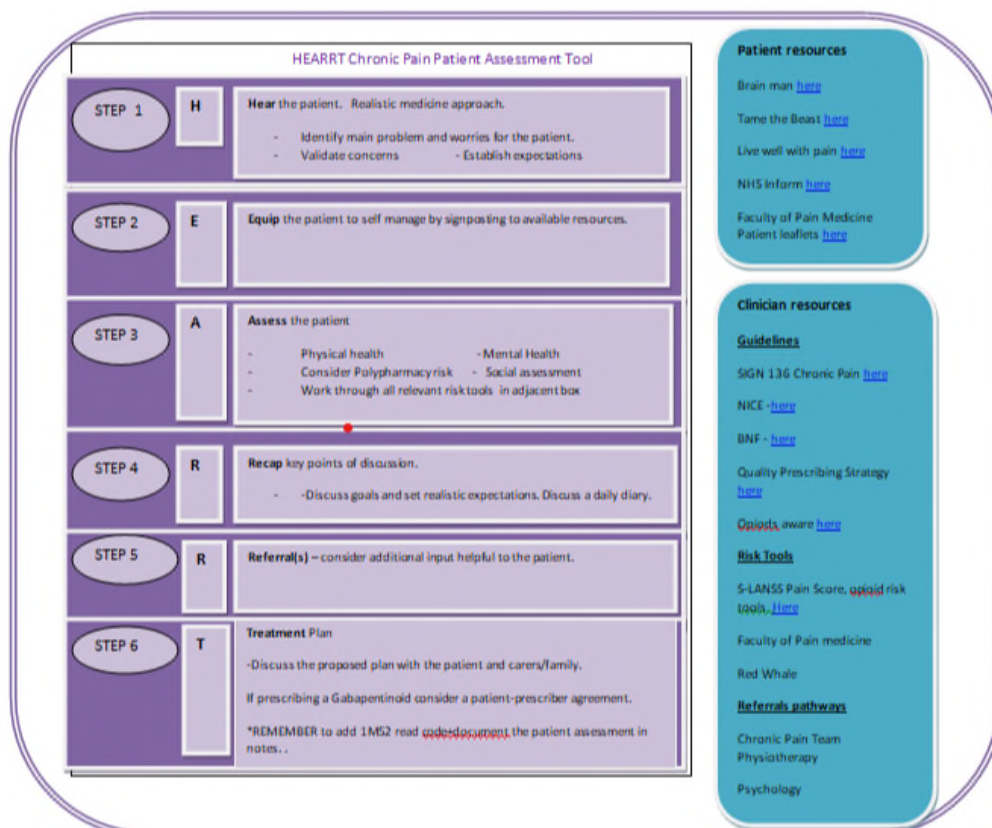 HEARRT Chronic Pain Patient Assessment Tool
STEP 1
H
Hear the patient. Realistic medicine approach.
- Identify main problem and worries for the patient.
- Validate concerns - Establish expectations
STEP 2
E
Equip the patient to self manage by signposting to available resources.
STEP 3
A
Assess the patient
- Physical health - Mental Health
- Consider Polypharmacy risk - Social assessment
- Work through all relevant risk tools in adjacent box
STEP 4
R
Recap key points of discussion.
- -Discuss goals and set realistic expectations. Discuss a daily diary.
STEP 5
R
Referral(s) – consider additional input helpful to the patient.
STEP 6
T
Treatment Plan
-Discuss the proposed plan with the patient and carers/family.
If prescribing a Gabapentinoid consider a patient-prescriber agreement.
*REMEMBER to add 1M52 read code+document the patient assessment in
notes. .
Patient resources
Brain man here
Tame the Beast here
Live well with pain here
NHS Inform here
Faculty of Pain Medicine
Patient leaflets here
Clinician resources
Guidelines
SIGN 136 Chronic Pain here
NICE -here
BNF - here
Quality Prescribing Strategy
here
Opiods aware here
Risk Tools
S-LANSS Pain Score, opioid risk
tools. Here
Faculty of Pain medicine
Red Whale
Referrals pathways
Chronic Pain Team
Physiotherapy
Psychology